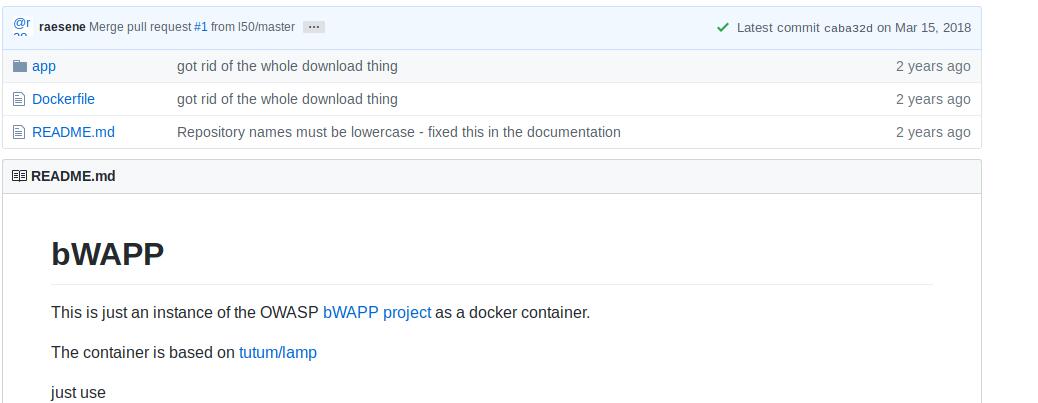 @r
raesene Merge pull request #1 from l50/master ... Latest commit caba32d on Mar 15, 2018
app got rid of the whole download thing 2 years ago
Dockerfile got rid of the whole download thing 2 years ago
README.md Repository names must be lowercase - fixed this in the documentation 2 years ago
README.md
bWAPP
This is just an instance of the OWASP bWAPP project as a docker container.
The container is based on tutum/lamp
just use